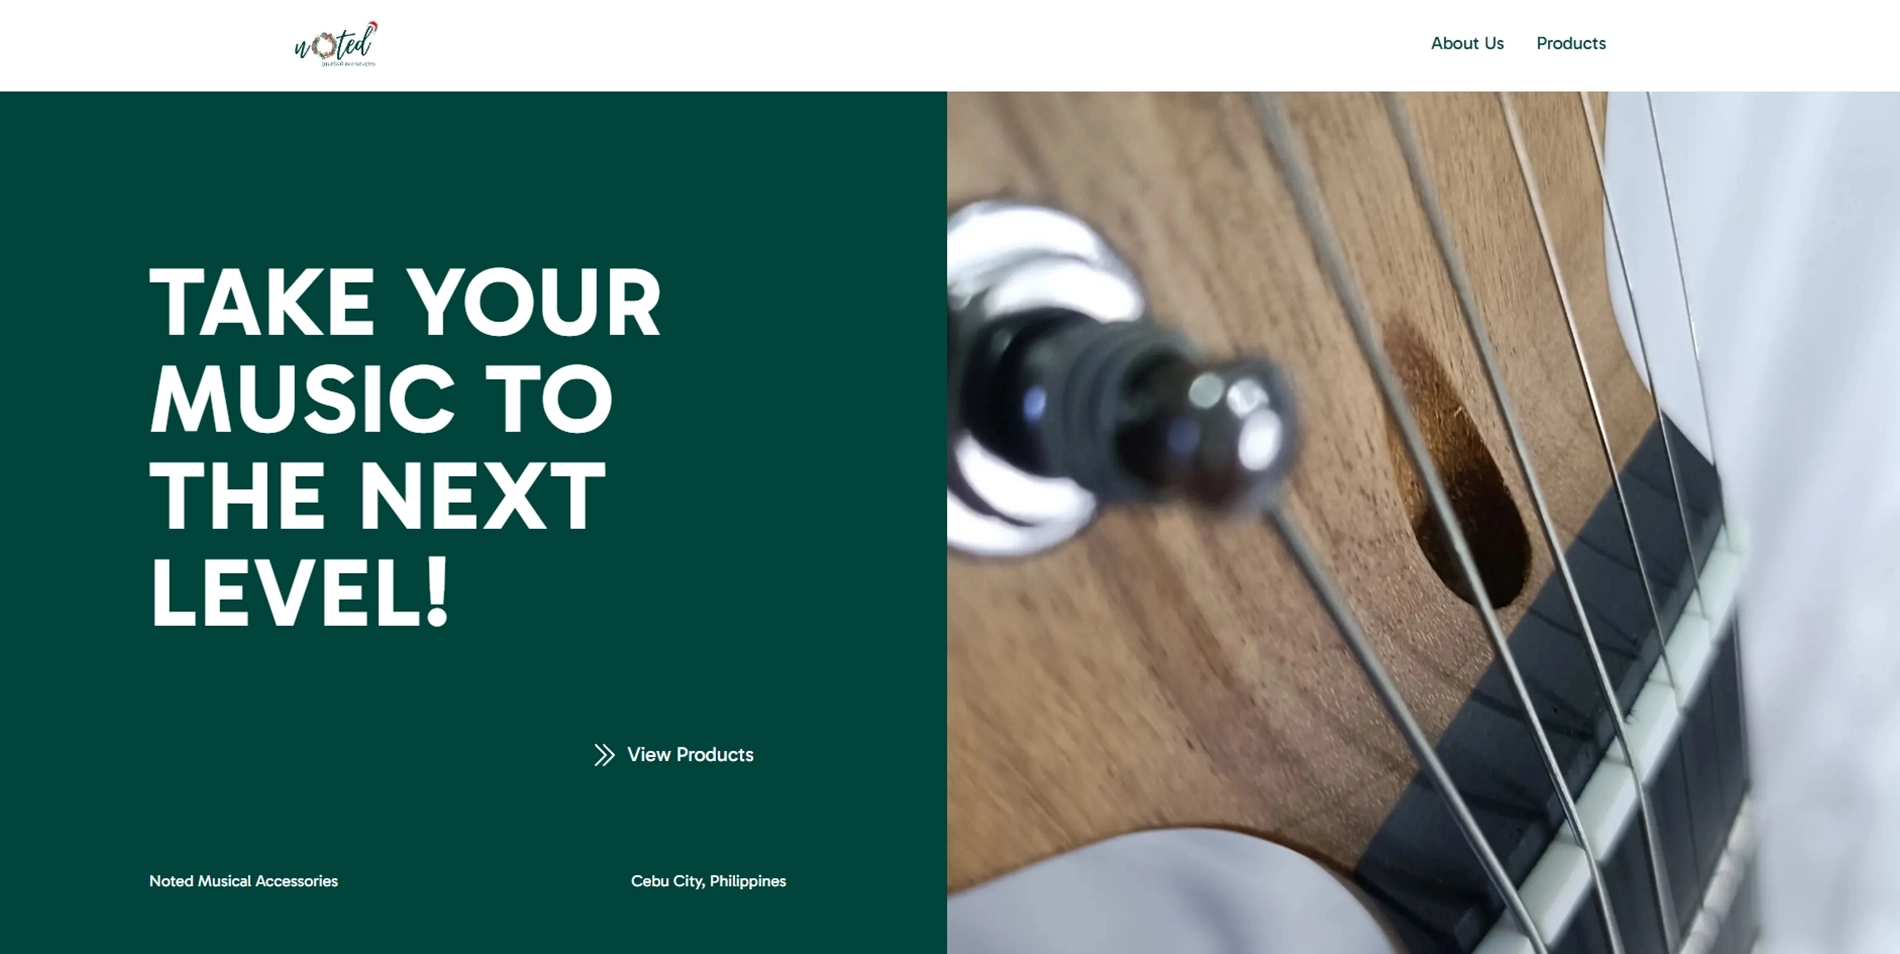 noted
musical accessories
About Us
Products
TAKE YOUR
MUSIC TO
THE NEXT
LEVEL!
View Products
Noted Musical Accessories
Cebu City, Philippines